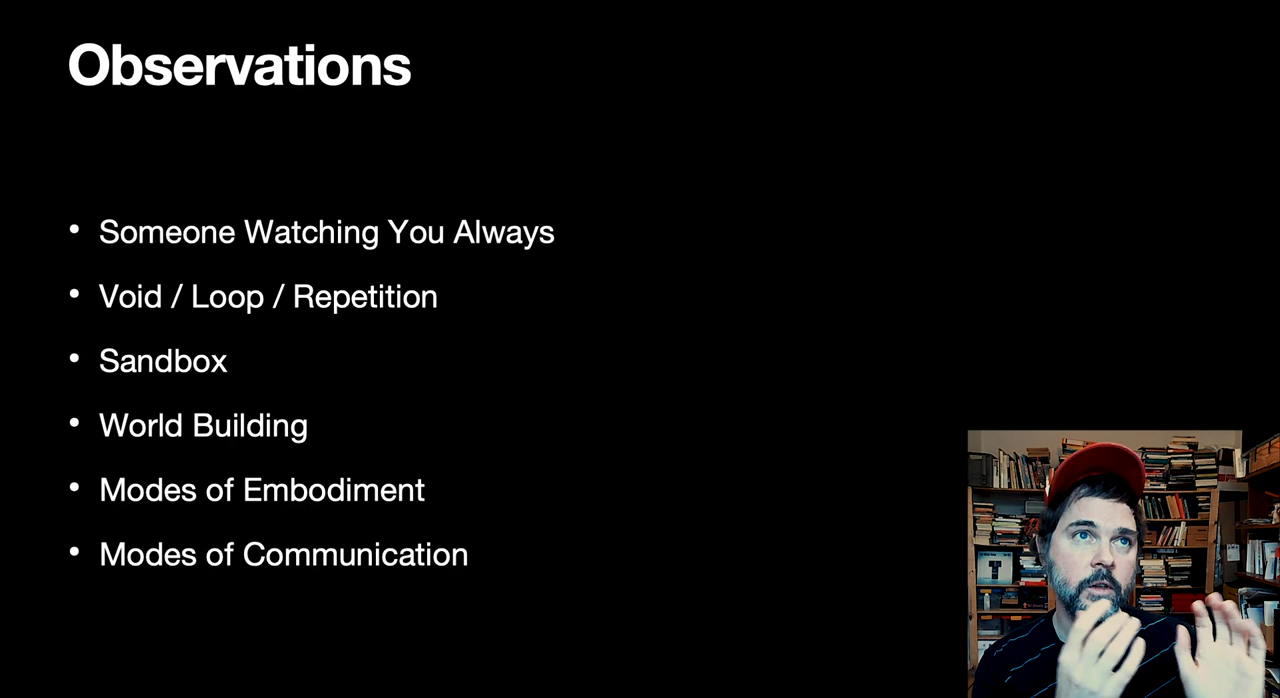 Observations
• Someone Watching You Always
• Void / Loop / Repetition
• Sandbox
• World Building
• Modes of Embodiment
• Modes of Communication